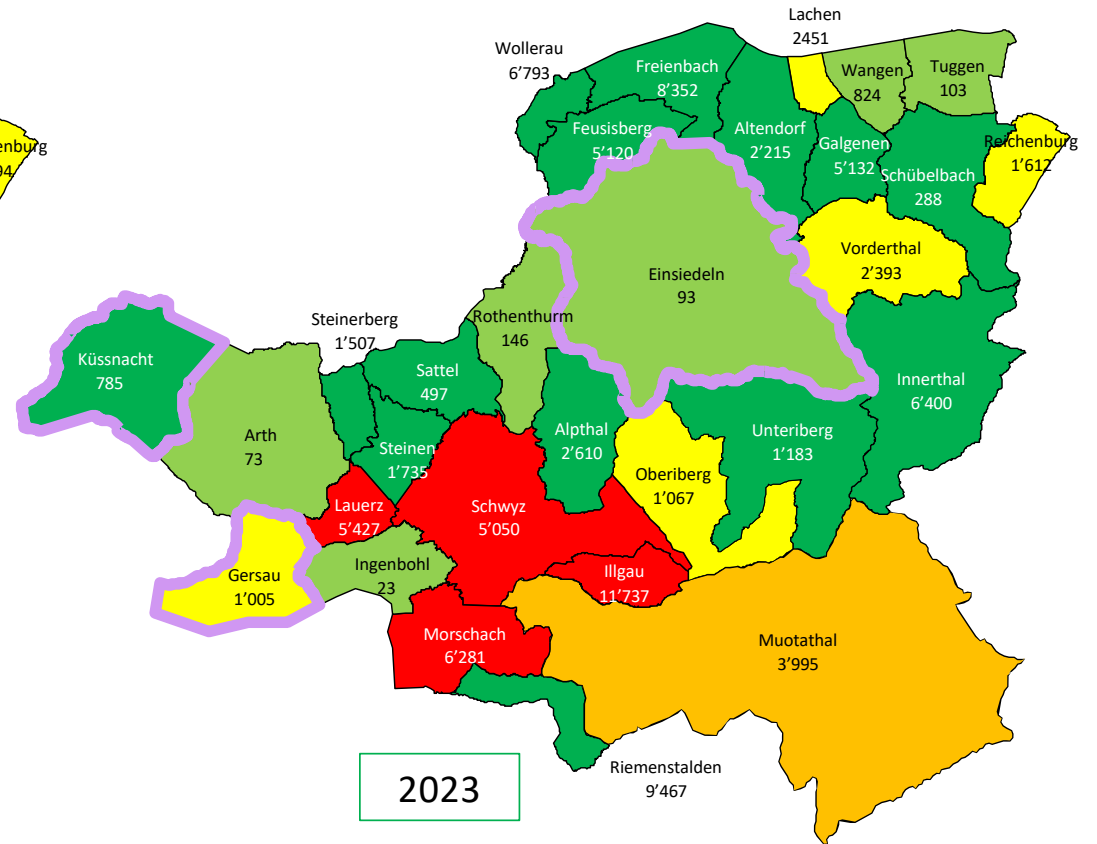 Lachen
2451
Wollerau
6’793
Freienbach
8’352
Wangen
824
Tuggen
103
Feusisberg
5’120
Altendorf
2’215
Galgenen
5’132
Schübelbach
288
Reichenburg
1’612
enburg
94
Vorderthal
2’393
Einsiedeln
93
Rothenthurm
146
Steinerberg
1’507
Küssnacht
785
Sattel
497
Innerthal
6’400
Arth
73
Steinen
1’735
Alpthal
2’610
Unteriberg
1’183
Oberiberg
1’067
Lauerz
5’427
Schwyz
5’050
Ingenbohl
23
Gersau
1’005
Illgau
11’737
Morschach
6’281
Muotathal
3’995
Riemenstalden
9’467
2023